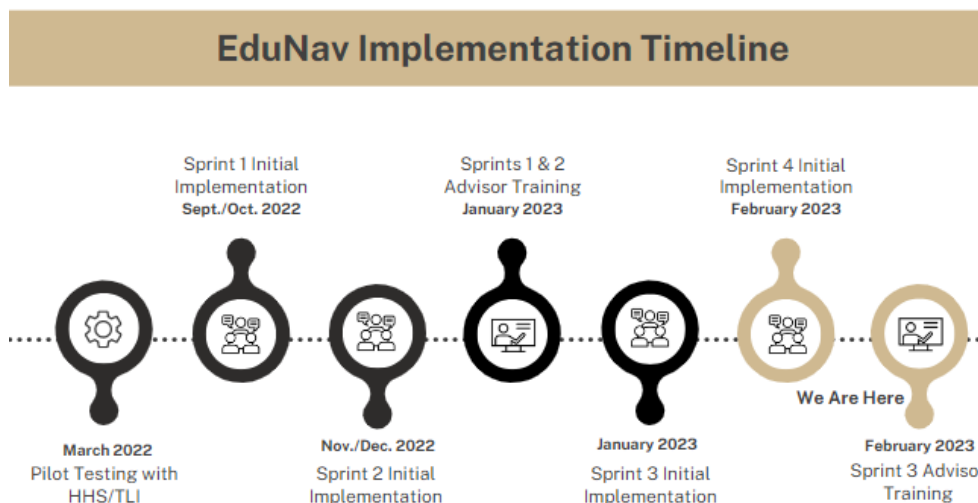 EduNav Implementation Timeline
Sprint 1 Initial
Implementation
Sept./Oct. 2022
Sprints 1 & 2
Advisor Training
January 2023
Sprint 4 Initial
Implementation
February 2023
We Are Here
March 2022
Pilot Testing with
HHS/TLI
Nov./Dec. 2022
Sprint 2 Initial
Implementation
January 2023
Sprint 3 Initial
Implementation
February 2023
Sprint 3 Adviso
Training